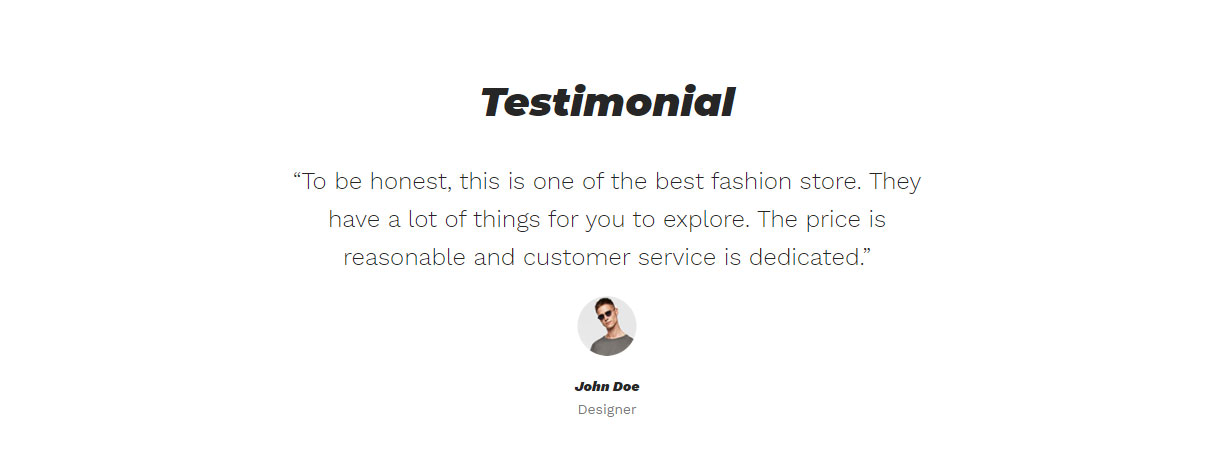 Testimonial
“To be honest, this is one of the best fashion store. They
have a lot of things for you to explore. The price is
reasonable and customer service is dedicated.”
John Doe
Designer